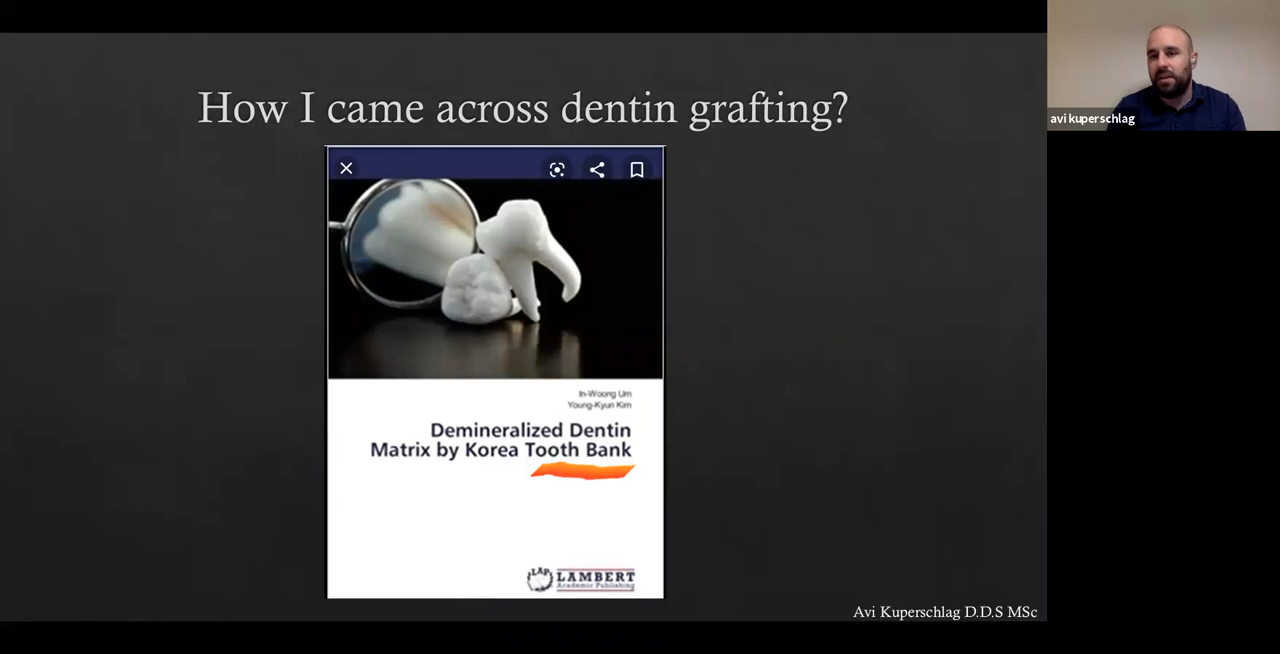 How I came across dentin grafting?
avi kuperschlag
In-Woong Um
Young-Kyun Kim
Demineralized Dentin
Matrix by Korea Tooth Bank
LAP
LAMBERT
Academic Publishing
Avi Kuperschlag D.D.S MSc